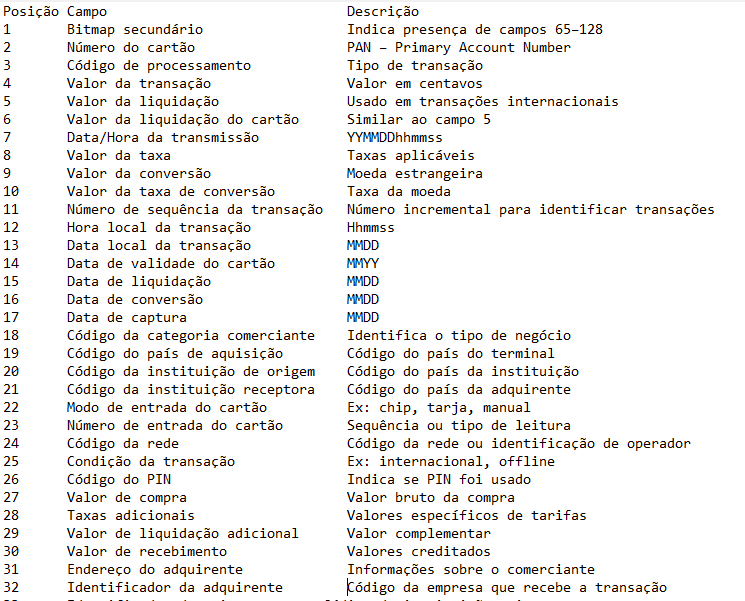 Posição Campo Descrição
1 Bitmap secundário Indica presença de campos 65–128
2 Número do cartão PAN – Primary Account Number
3 Código de processamento Tipo de transação
4 Valor da transação Valor em centavos
5 Valor da liquidação Usado em transações internacionais
6 Valor da liquidação do cartão Similar ao campo 5
7 Data/Hora da transmissão YYMMDDhhmmss
8 Valor da taxa Taxas aplicáveis
9 Valor da conversão Moeda estrangeira
10 Valor da taxa de conversão Taxa da moeda
11 Número de sequência da transação Número incremental para identificar transações
12 Hora local da transação Hhmmss
13 Data local da transação MMDD
14 Data de validade do cartão MMYY
15 Data de liquidação MMDD
16 Data de conversão MMDD
17 Data de captura MMDD
18 Código da categoria comerciante Identifica o tipo de negócio
19 Código do país de aquisição Código do país do terminal
20 Código da instituição de origem Código do país da instituição
21 Código da instituição receptora Código do país da adquirente
22 Modo de entrada do cartão Ex: chip, tarja, manual
23 Número de entrada do cartão Sequência ou tipo de leitura
24 Código da rede Código da rede ou identificação de operador
25 Condição da transação Ex: internacional, offline
26 Código do PIN Indica se PIN foi usado
27 Valor de compra Valor bruto da compra
28 Taxas adicionais Valores específicos de tarifas
29 Valor de liquidação adicional Valor complementar
30 Valor de recebimento Valores creditados
31 Endereço do adquirente Informações sobre o comerciante
32 Identificador da adquirente Código da empresa que recebe a transação